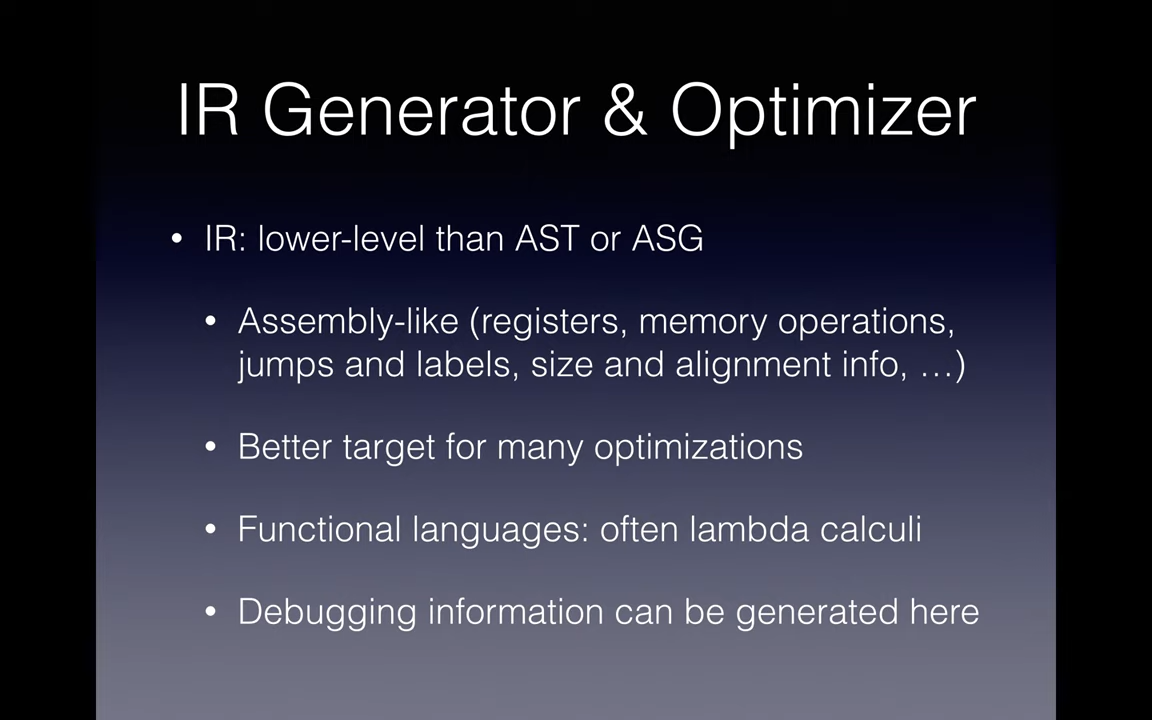 IR Generator & Optimizer
• IR: lower-level than AST or ASG
• Assembly-like (registers, memory operations,
jumps and labels, size and alignment info, …)
• Better target for many optimizations
• Functional languages: often lambda calculi
• Debugging information can be generated here